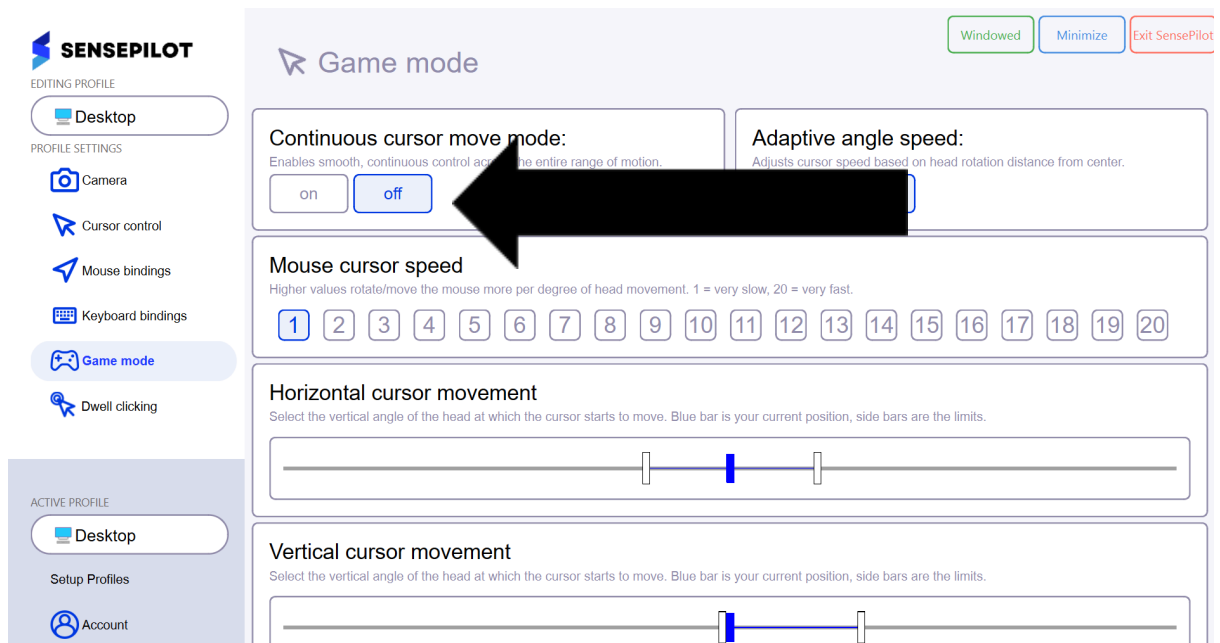 SENSEPILOT
EDITING PROFILE
Desktop
PROFILE SETTINGS
Camera
Cursor control
Mouse bindings
Keyboard bindings
Game mode
Dwell clicking
ACTIVE PROFILE
Desktop
Setup Profiles
Account
Windowed
Minimize
Exit SensePilot
Game mode
Continuous cursor move mode:
Enables smooth, continuous control across the entire range of motion.
on
off
Adaptive angle speed:
Adjusts cursor speed based on head rotation distance from center.
Mouse cursor speed
Higher values rotate/move the mouse more per degree of head movement. 1 = very slow, 20 = very fast.
1 2 3 4 5 6 7 8 9 10 11 12 13 14 15 16 17 18 19 20
Horizontal cursor movement
Select the vertical angle of the head at which the cursor starts to move. Blue bar is your current position, side bars are the limits.
Vertical cursor movement
Select the vertical angle of the head at which the cursor starts to move. Blue bar is your current position, side bars are the limits.